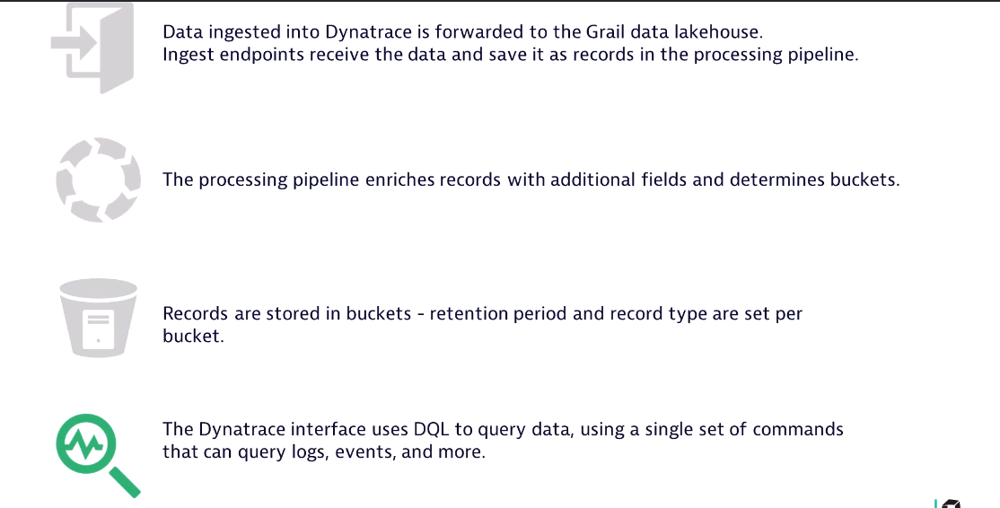 Data ingested into Dynatrace is forwarded to the Grail data lakehouse.
Ingest endpoints receive the data and save it as records in the processing pipeline.
The processing pipeline enriches records with additional fields and determines buckets.
Records are stored in buckets - retention period and record type are set per
bucket.
The Dynatrace interface uses DQL to query data, using a single set of commands
that can query logs, events, and more.